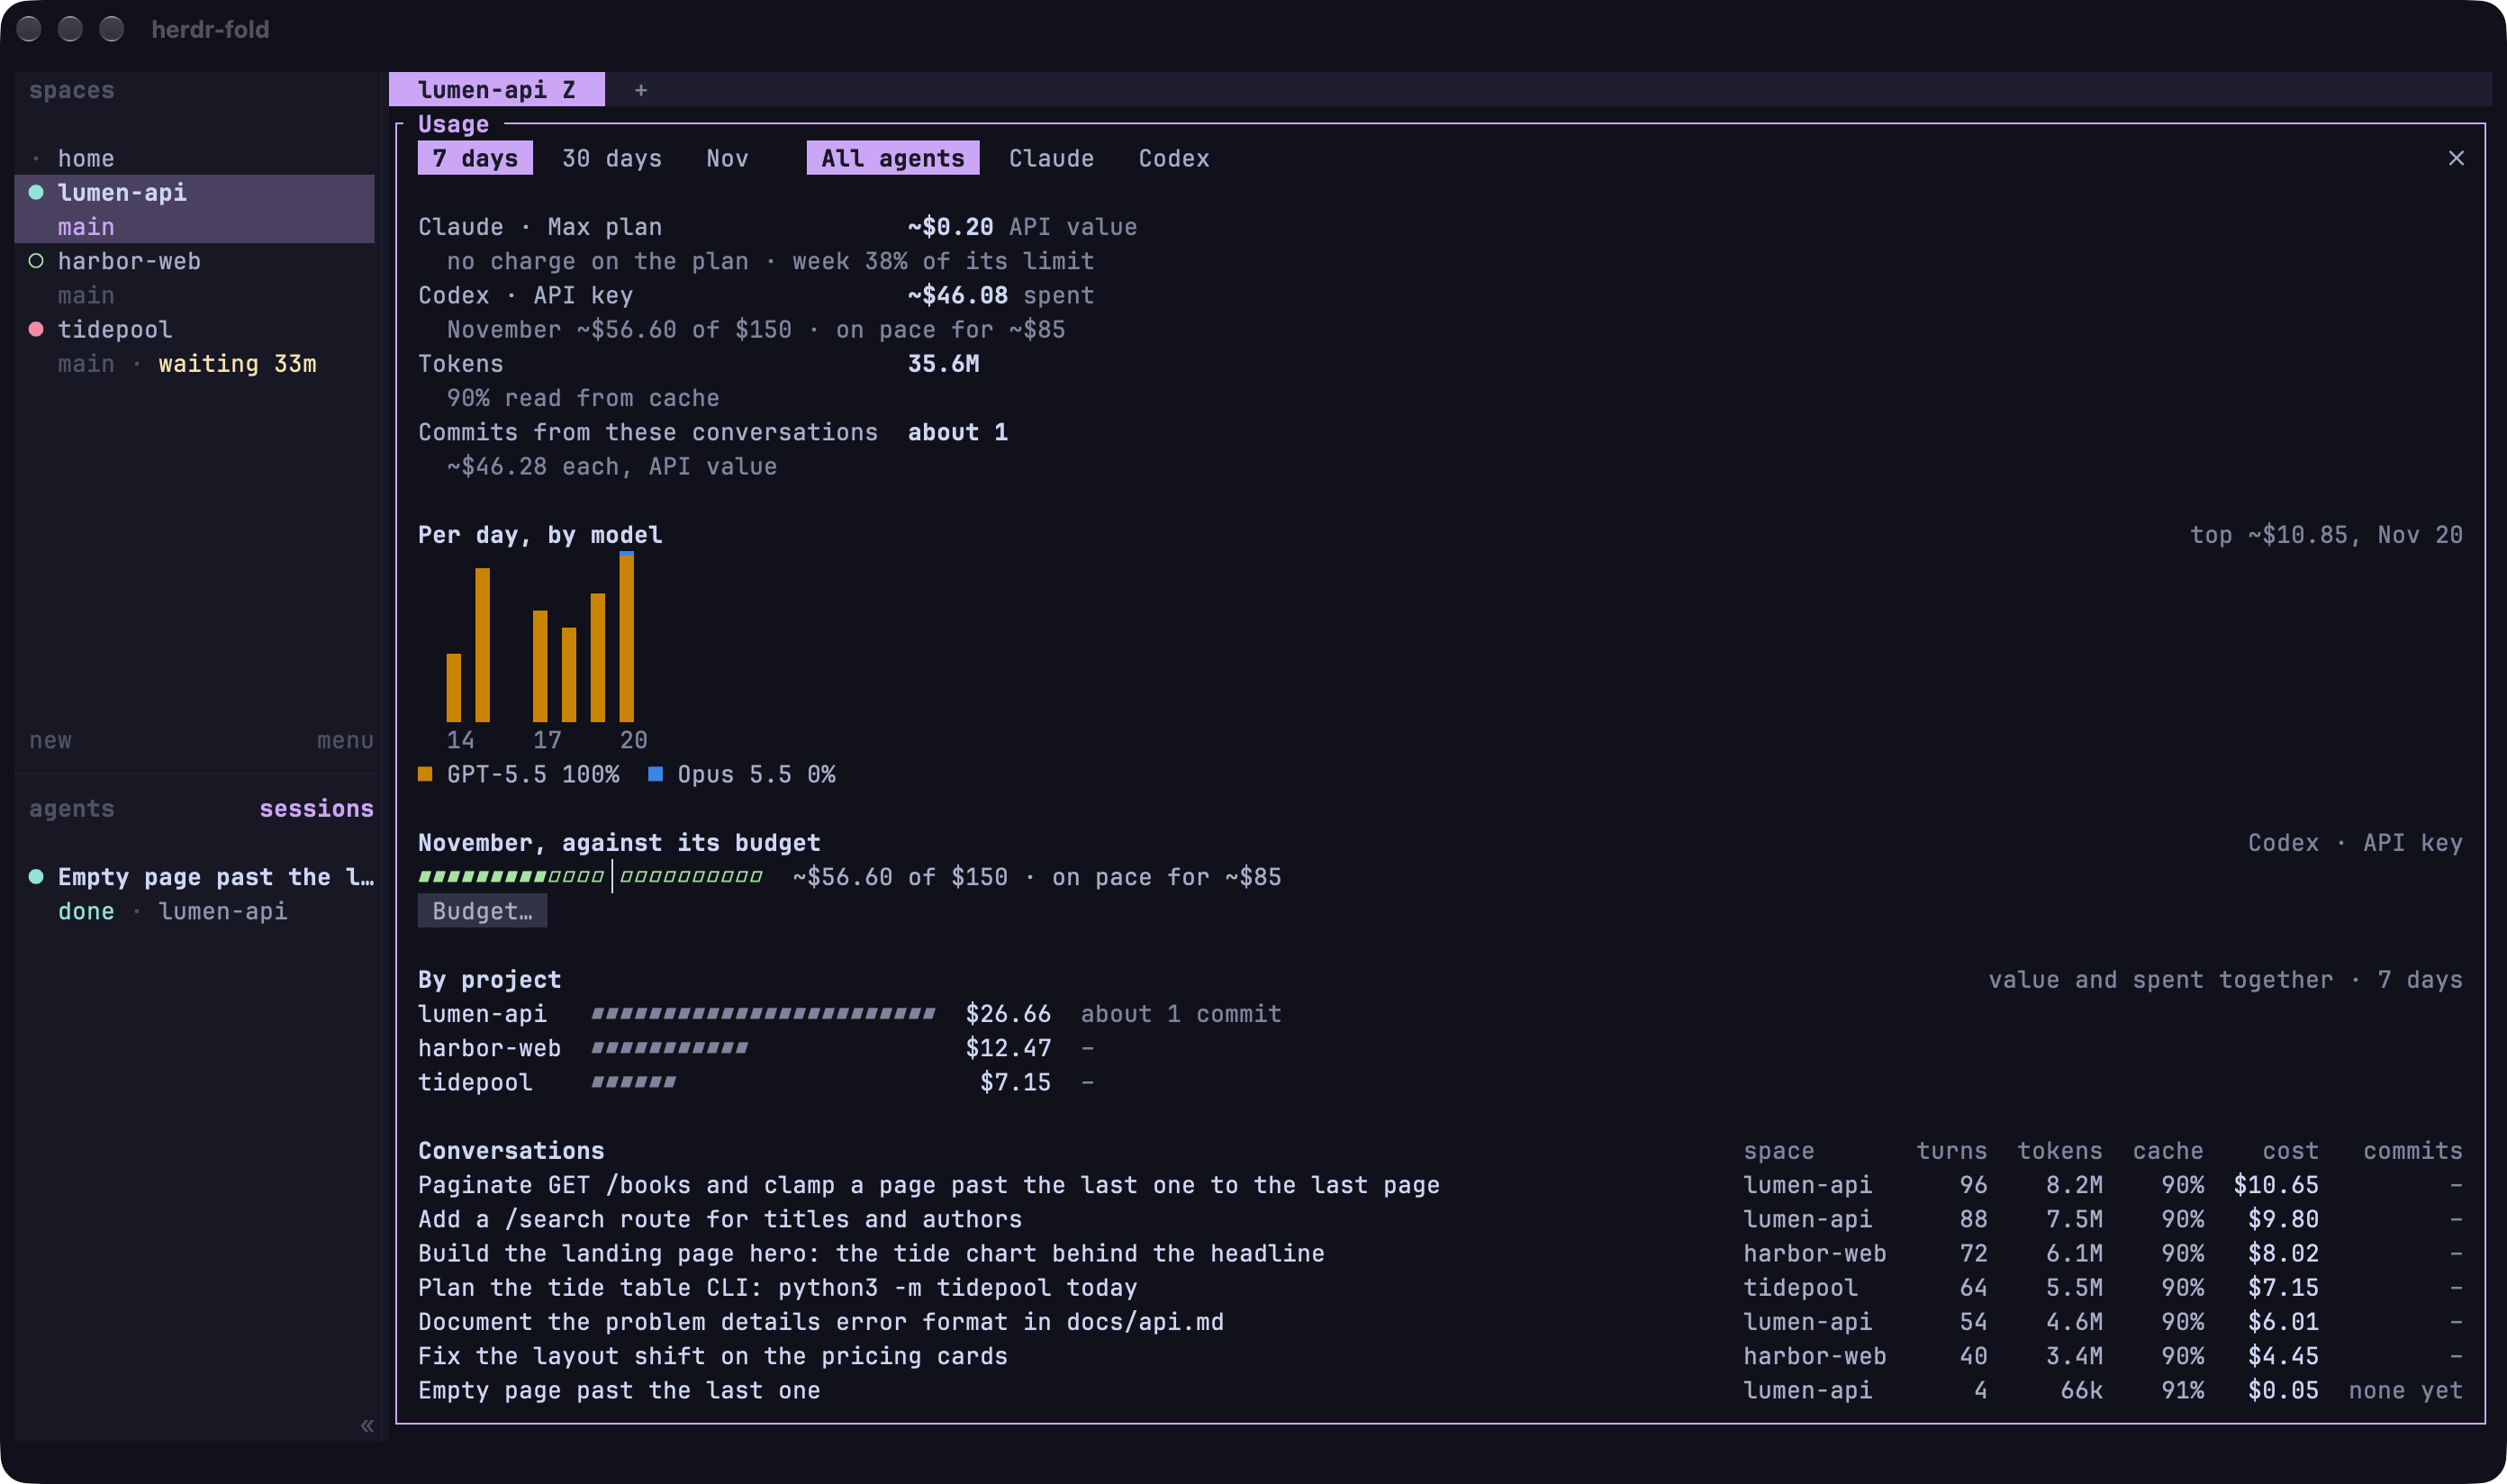 herdr-fold
spaces
· home
lumen-api
main
harbor-web
main
tidepool
main · waiting 33m
new menu
agents sessions
Empty page past the l…
done · lumen-api
«
lumen-api Z +
Usage
7 days 30 days Nov All agents Claude Codex ×
Claude · Max plan ~$0.20 API value
no charge on the plan · week 38% of its limit
Codex · API key ~$46.08 spent
November ~$56.60 of $150 · on pace for ~$85
Tokens 35.6M
90% read from cache
Commits from these conversations about 1
~$46.28 each, API value
Per day, by model top ~$10.85, Nov 20
14 17 20
GPT-5.5 100% Opus 5.5 0%
November, against its budget Codex · API key
~$56.60 of $150 · on pace for ~$85
Budget…
By project value and spent together · 7 days
lumen-api $26.66 about 1 commit
harbor-web $12.47 –
tidepool $7.15 –
Conversations space turns tokens cache cost commits
Paginate GET /books and clamp a page past the last one to the last page lumen-api 96 8.2M 90% $10.65 –
Add a /search route for titles and authors lumen-api 88 7.5M 90% $9.80 –
Build the landing page hero: the tide chart behind the headline harbor-web 72 6.1M 90% $8.02 –
Plan the tide table CLI: python3 -m tidepool today tidepool 64 5.5M 90% $7.15 –
Document the problem details error format in docs/api.md lumen-api 54 4.6M 90% $6.01 –
Fix the layout shift on the pricing cards harbor-web 40 3.4M 90% $4.45 –
Empty page past the last one lumen-api 4 66k 91% $0.05 none yet